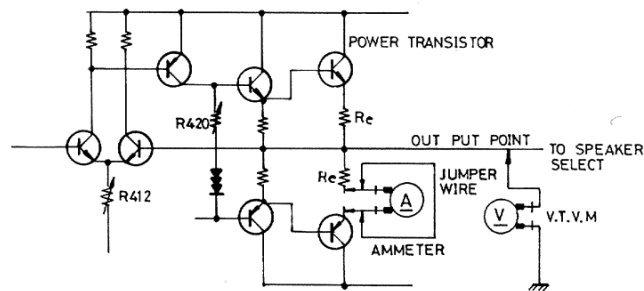 POWER TRANSISTOR
R420
Re
OUT PUT POINT
TO SPEAKER
SELECT
R412
Re
JUMPER
WIRE
A
AMMETER
V
V.T.V.M